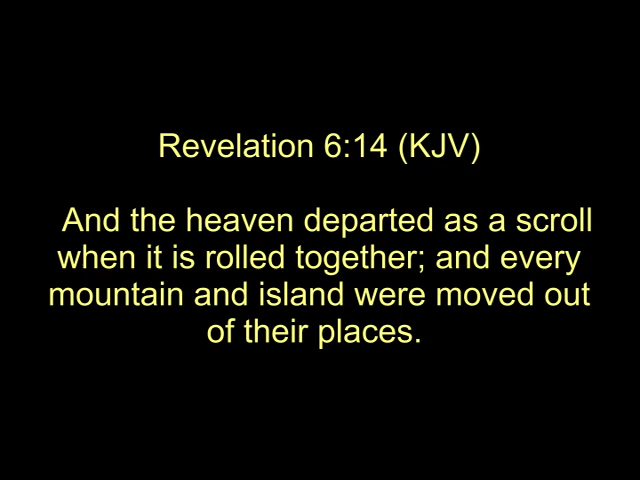 Revelation 6:14 (KJV)
And the heaven departed as a scroll
when it is rolled together; and every
mountain and island were moved out
of their places.